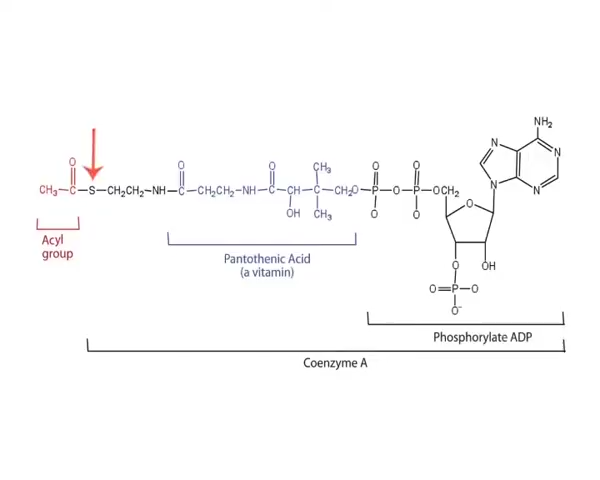 NH₂
N
N
N
N
O
O
CH₃
O
O
O
CH₃–C–S–CH₂CH₂–NH–C–CH₂CH₂–NH–C–C–C–CH₂O–P–O–P–OCH₂
O
OH
CH₃
O
O
Acyl
group
Pantothenic Acid
(a vitamin)
O
OH
O=P–O
O⁻
Phosphorylate ADP
Coenzyme A